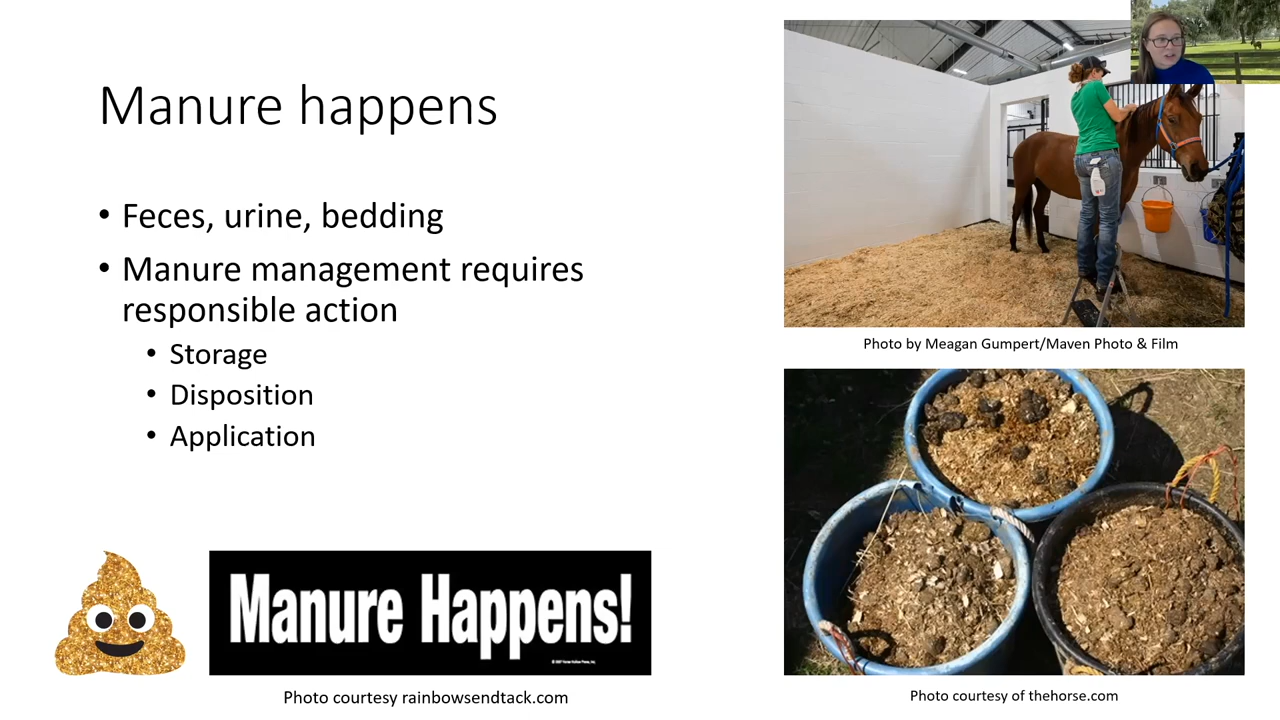 Manure happens
• Feces, urine, bedding
• Manure management requires
responsible action
• Storage
• Disposition
• Application
Manure Happens!
Photo courtesy rainbowsendtack.com
Photo by Meagan Gumpert/Maven Photo & Film
Photo courtesy of thehorse.com